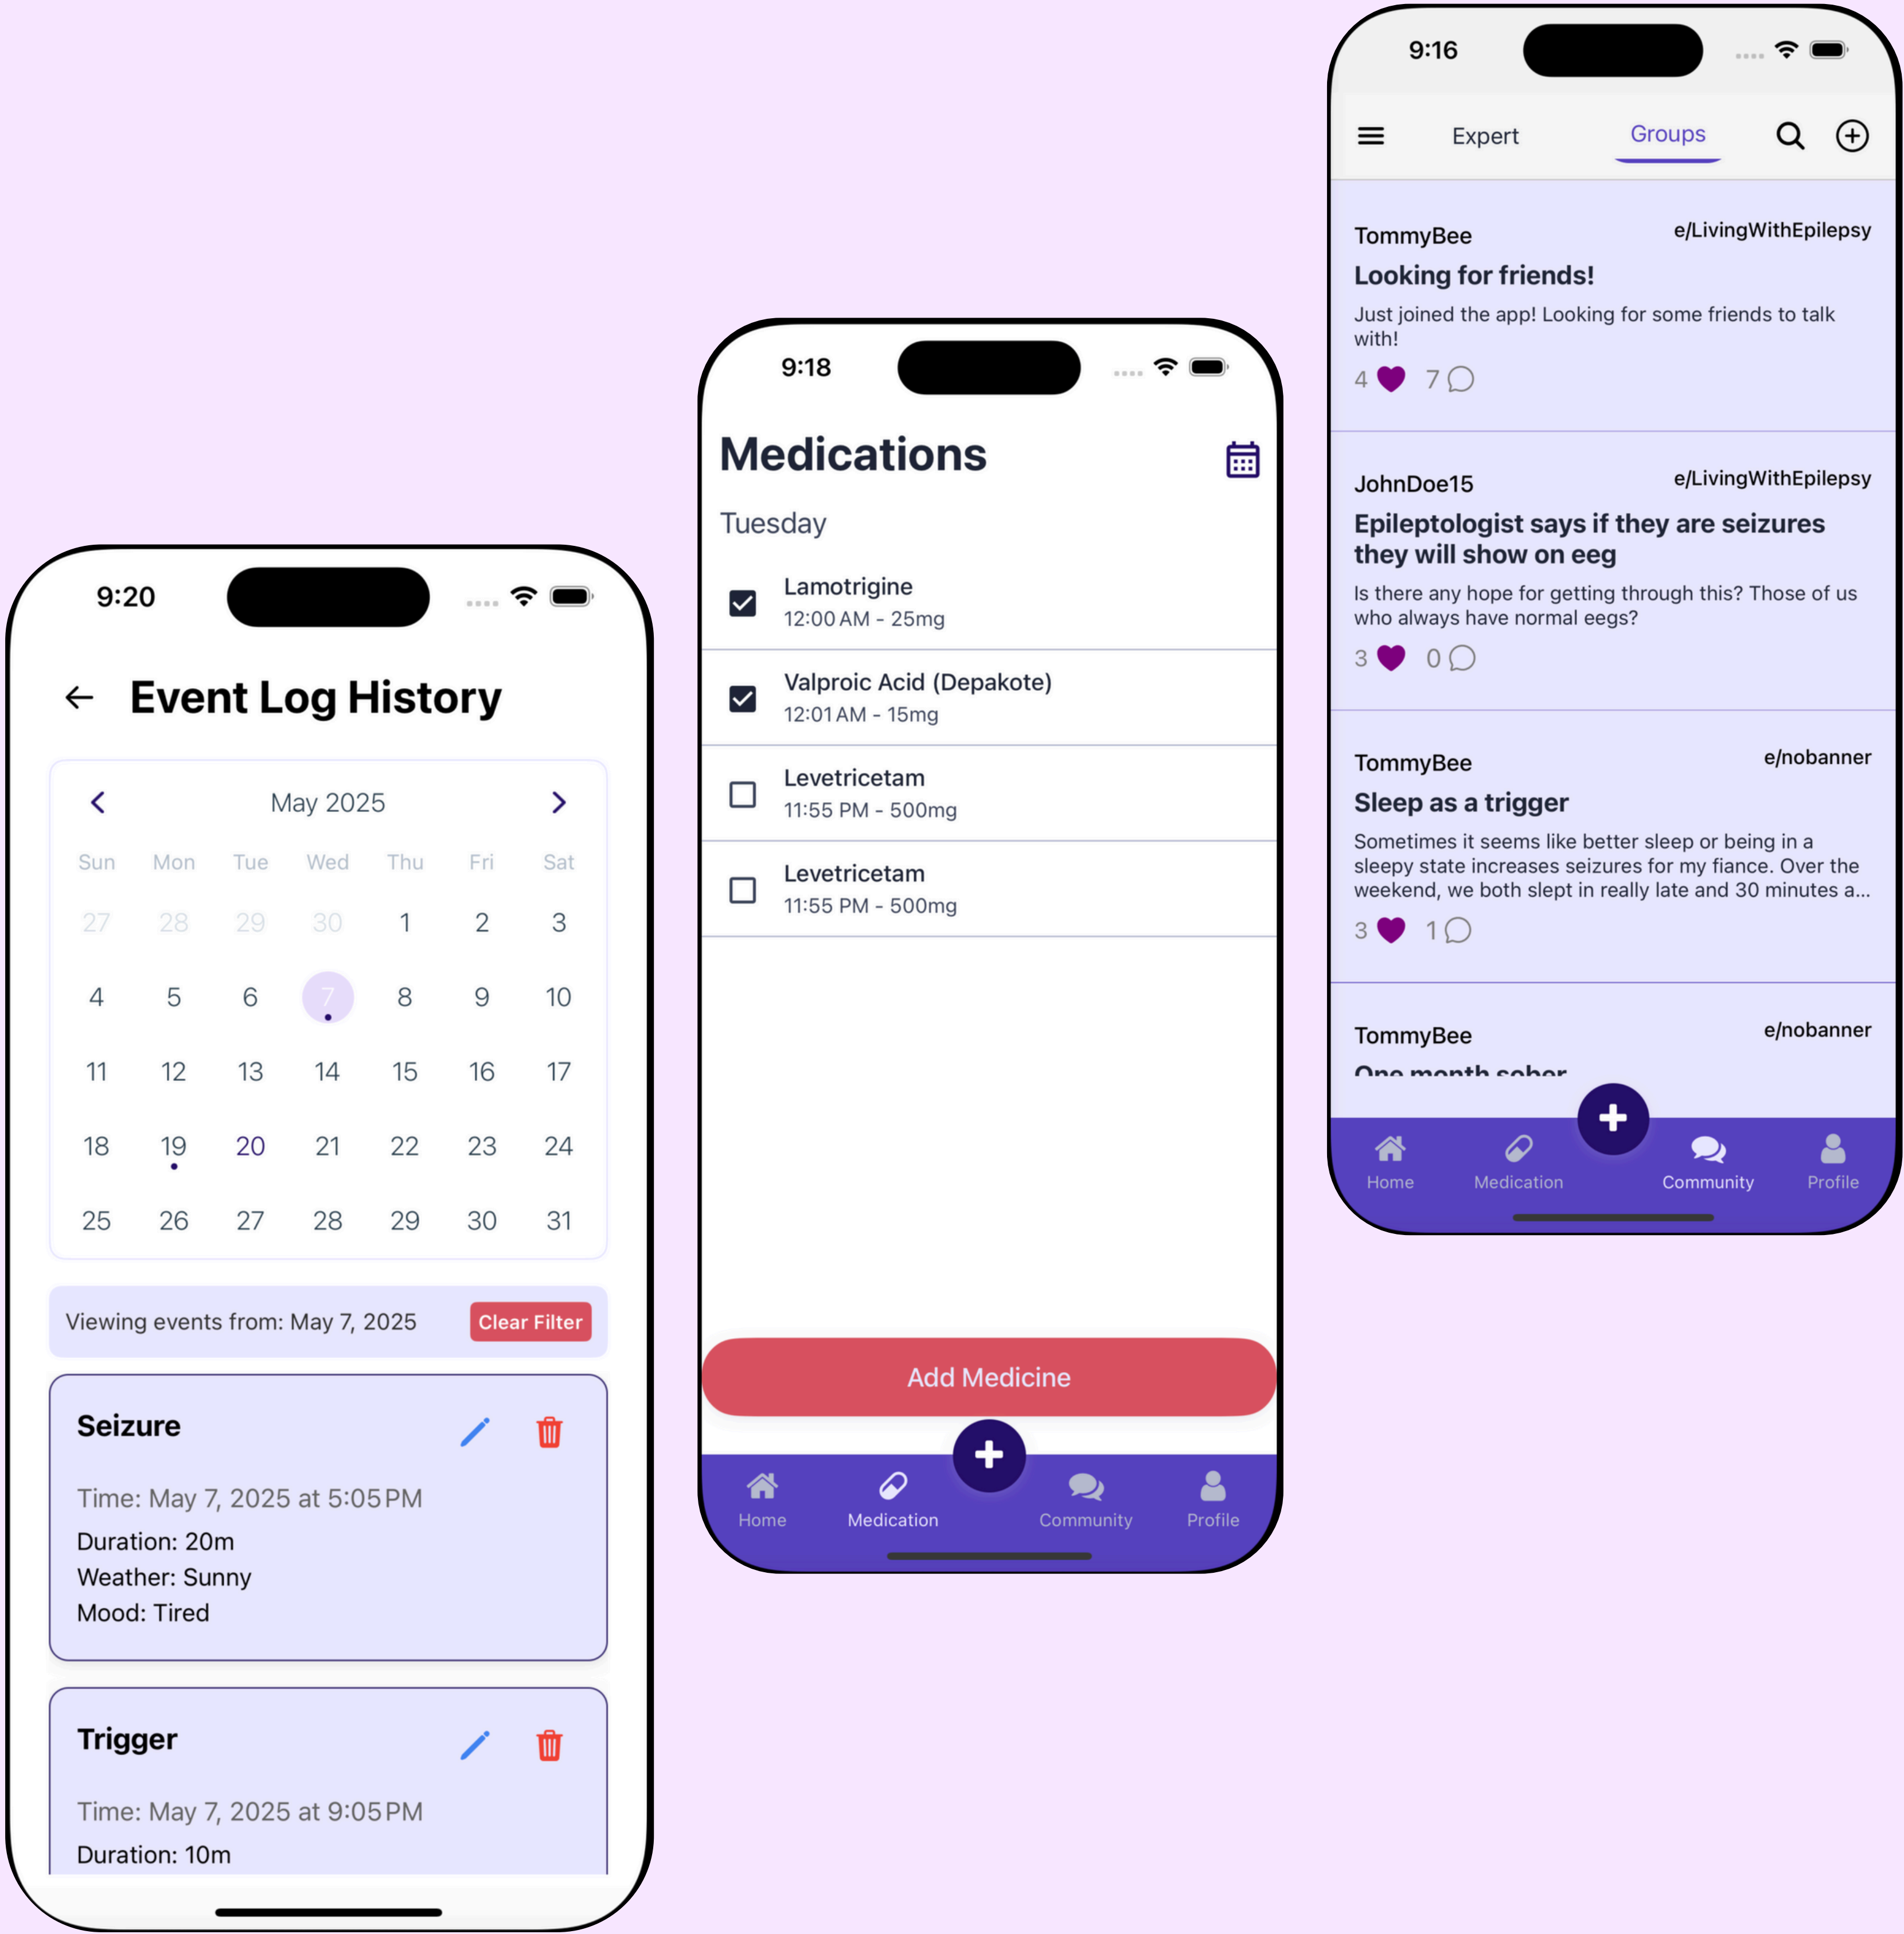 9:20
Event Log History
May 2025
Sun Mon Tue Wed Thu Fri Sat
27 28 29 30 1 2 3
4 5 6 7 8 9 10
11 12 13 14 15 16 17
18 19 20 21 22 23 24
25 26 27 28 29 30 31
Viewing events from: May 7, 2025 Clear Filter
Seizure
Time: May 7, 2025 at 5:05 PM
Duration: 20m
Weather: Sunny
Mood: Tired
Trigger
Time: May 7, 2025 at 9:05 PM
Duration: 10m
9:18
Medications
Tuesday
Lamotrigine
12:00 AM - 25mg
Valproic Acid (Depakote)
12:01 AM - 15mg
Levetricetam
11:55 PM - 500mg
Levetricetam
11:55 PM - 500mg
Add Medicine
Home Medication Community Profile
9:16
Expert Groups
TommyBee e/LivingWithEpilepsy
Looking for friends!
Just joined the app! Looking for some friends to talk
with!
4 7
JohnDoe15 e/LivingWithEpilepsy
Epileptologist says if they are seizures
they will show on eeg
Is there any hope for getting through this? Those of us
who always have normal eegs?
3 0
TommyBee e/nobanner
Sleep as a trigger
Sometimes it seems like better sleep or being in a
sleepy state increases seizures for my fiance. Over the
weekend, we both slept in really late and 30 minutes a...
3 1
TommyBee e/nobanner
One month sober
Home Medication Community Profile